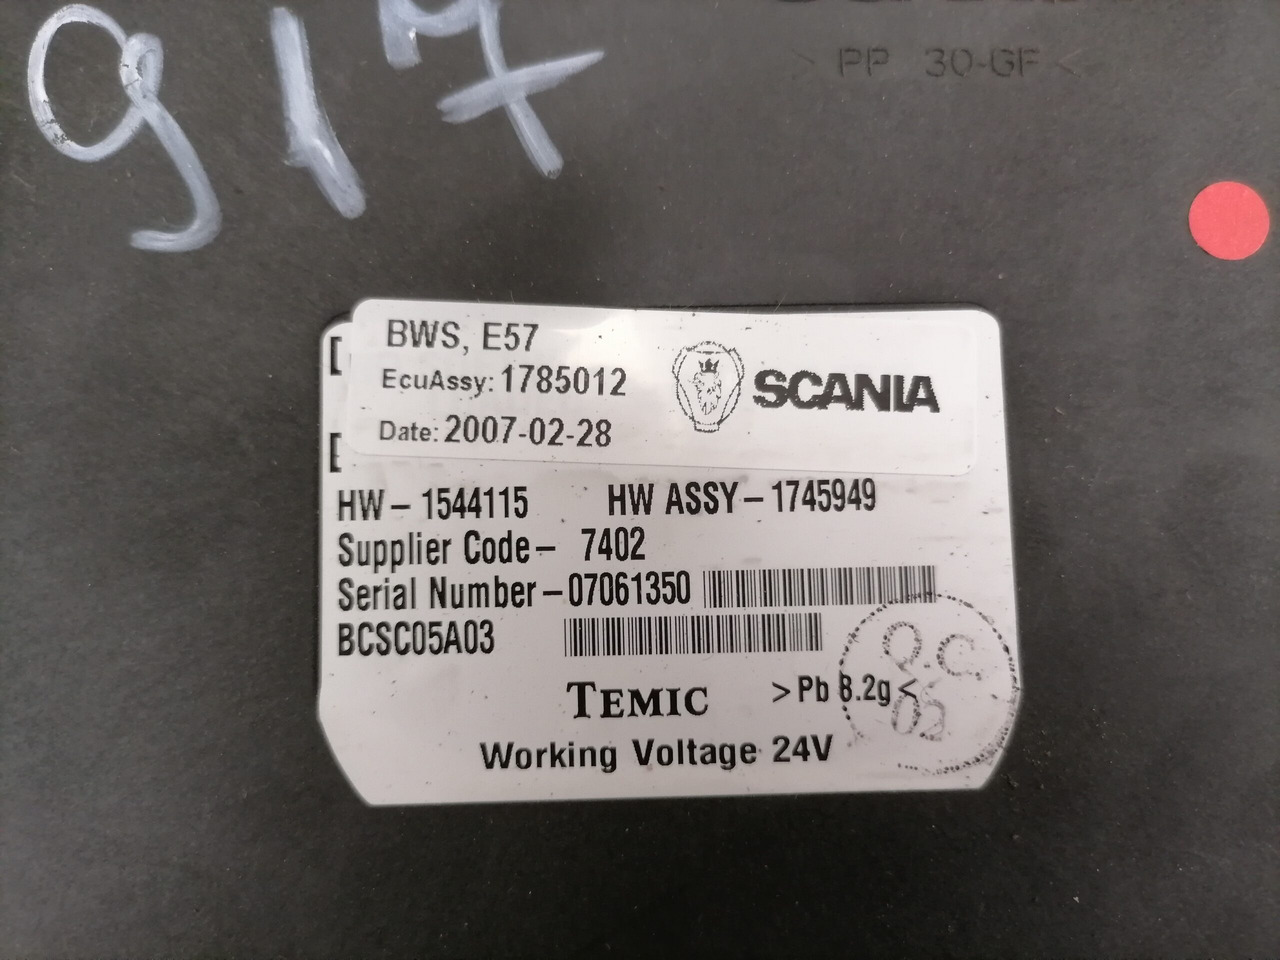 917
> PP 30-GF <
BWS, E57
EcuAssy: 1785012
Date: 2007-02-28
SCANIA
[
[
HW – 1544115 HW ASSY – 1745949
Supplier Code – 7402
Serial Number – 07061350
BCSC05A03
Q.C.
02
TEMIC >Pb 8.2g<
Working Voltage 24V